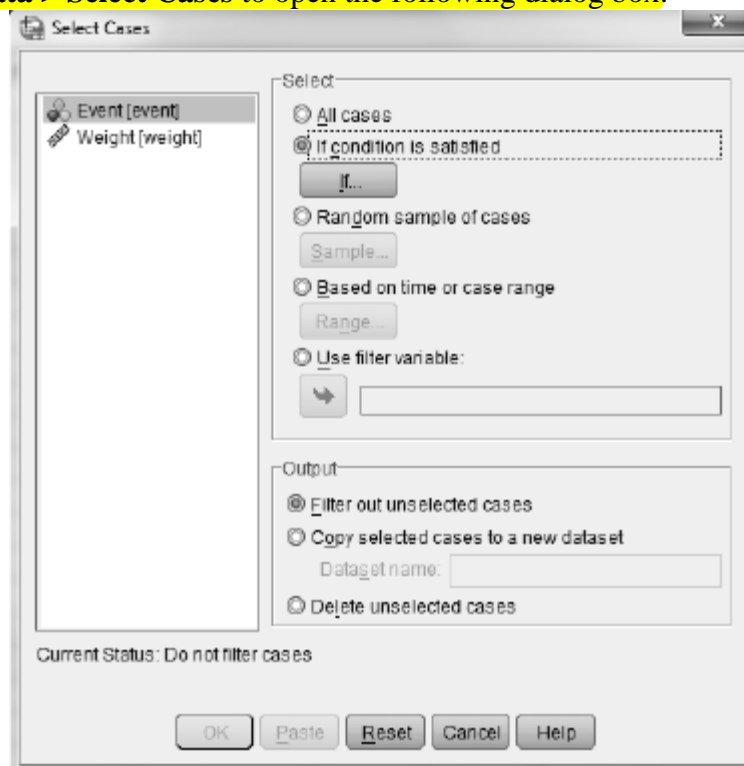 Select Cases to open the following dialog box.
Select Cases
x
Event [event]
Weight [weight]
Select
All cases
If condition is satisfied
If...
Random sample of cases
Sample...
Based on time or case range
Range...
Use filter variable:
Output
Filter out unselected cases
Copy selected cases to a new dataset
Dataset name:
Delete unselected cases
Current Status: Do not filter cases
OK
Paste
Reset
Cancel
Help